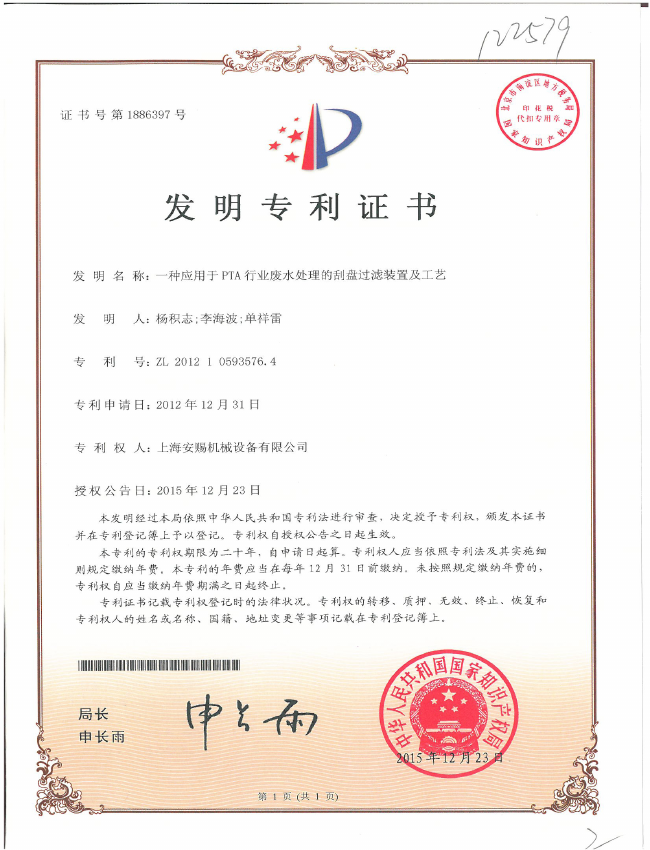 122579
证书号第1886397号
北京市海淀区地方税务局
印花税
代扣专用章
国家知识产权局
发明专利证书
发明名称：一种应用于PTA行业废水处理的刮盘过滤装置及工艺
发明人：杨积志;李海波;单祥雷
专利号：ZL 2012 1 0593576.4
专利申请日：2012年12月31日
专利权人：上海安赐机械设备有限公司
授权公告日：2015年12月23日
本发明经过本局依照中华人民共和国专利法进行审查，决定授予专利权，颁发本证书
并在专利登记簿上予以登记。专利权自授权公告之日起生效。
本专利的专利权期限为二十年，自申请日起算。专利权人应当依照专利法及其实施细
则规定缴纳年费。本专利的年费应当在每年12月31日前缴纳。未按照规定缴纳年费的，
专利权自应当缴纳年费期满之日起终止。
专利证书记载专利权登记时的法律状况。专利权的转移、质押、无效、终止、恢复和
专利权人的姓名或名称、国籍、地址变更等事项记载在专利登记簿上。
局长
申长雨
申长雨
中华人民共和国国家知识产权局
2015年12月23日
第1页(共1页)